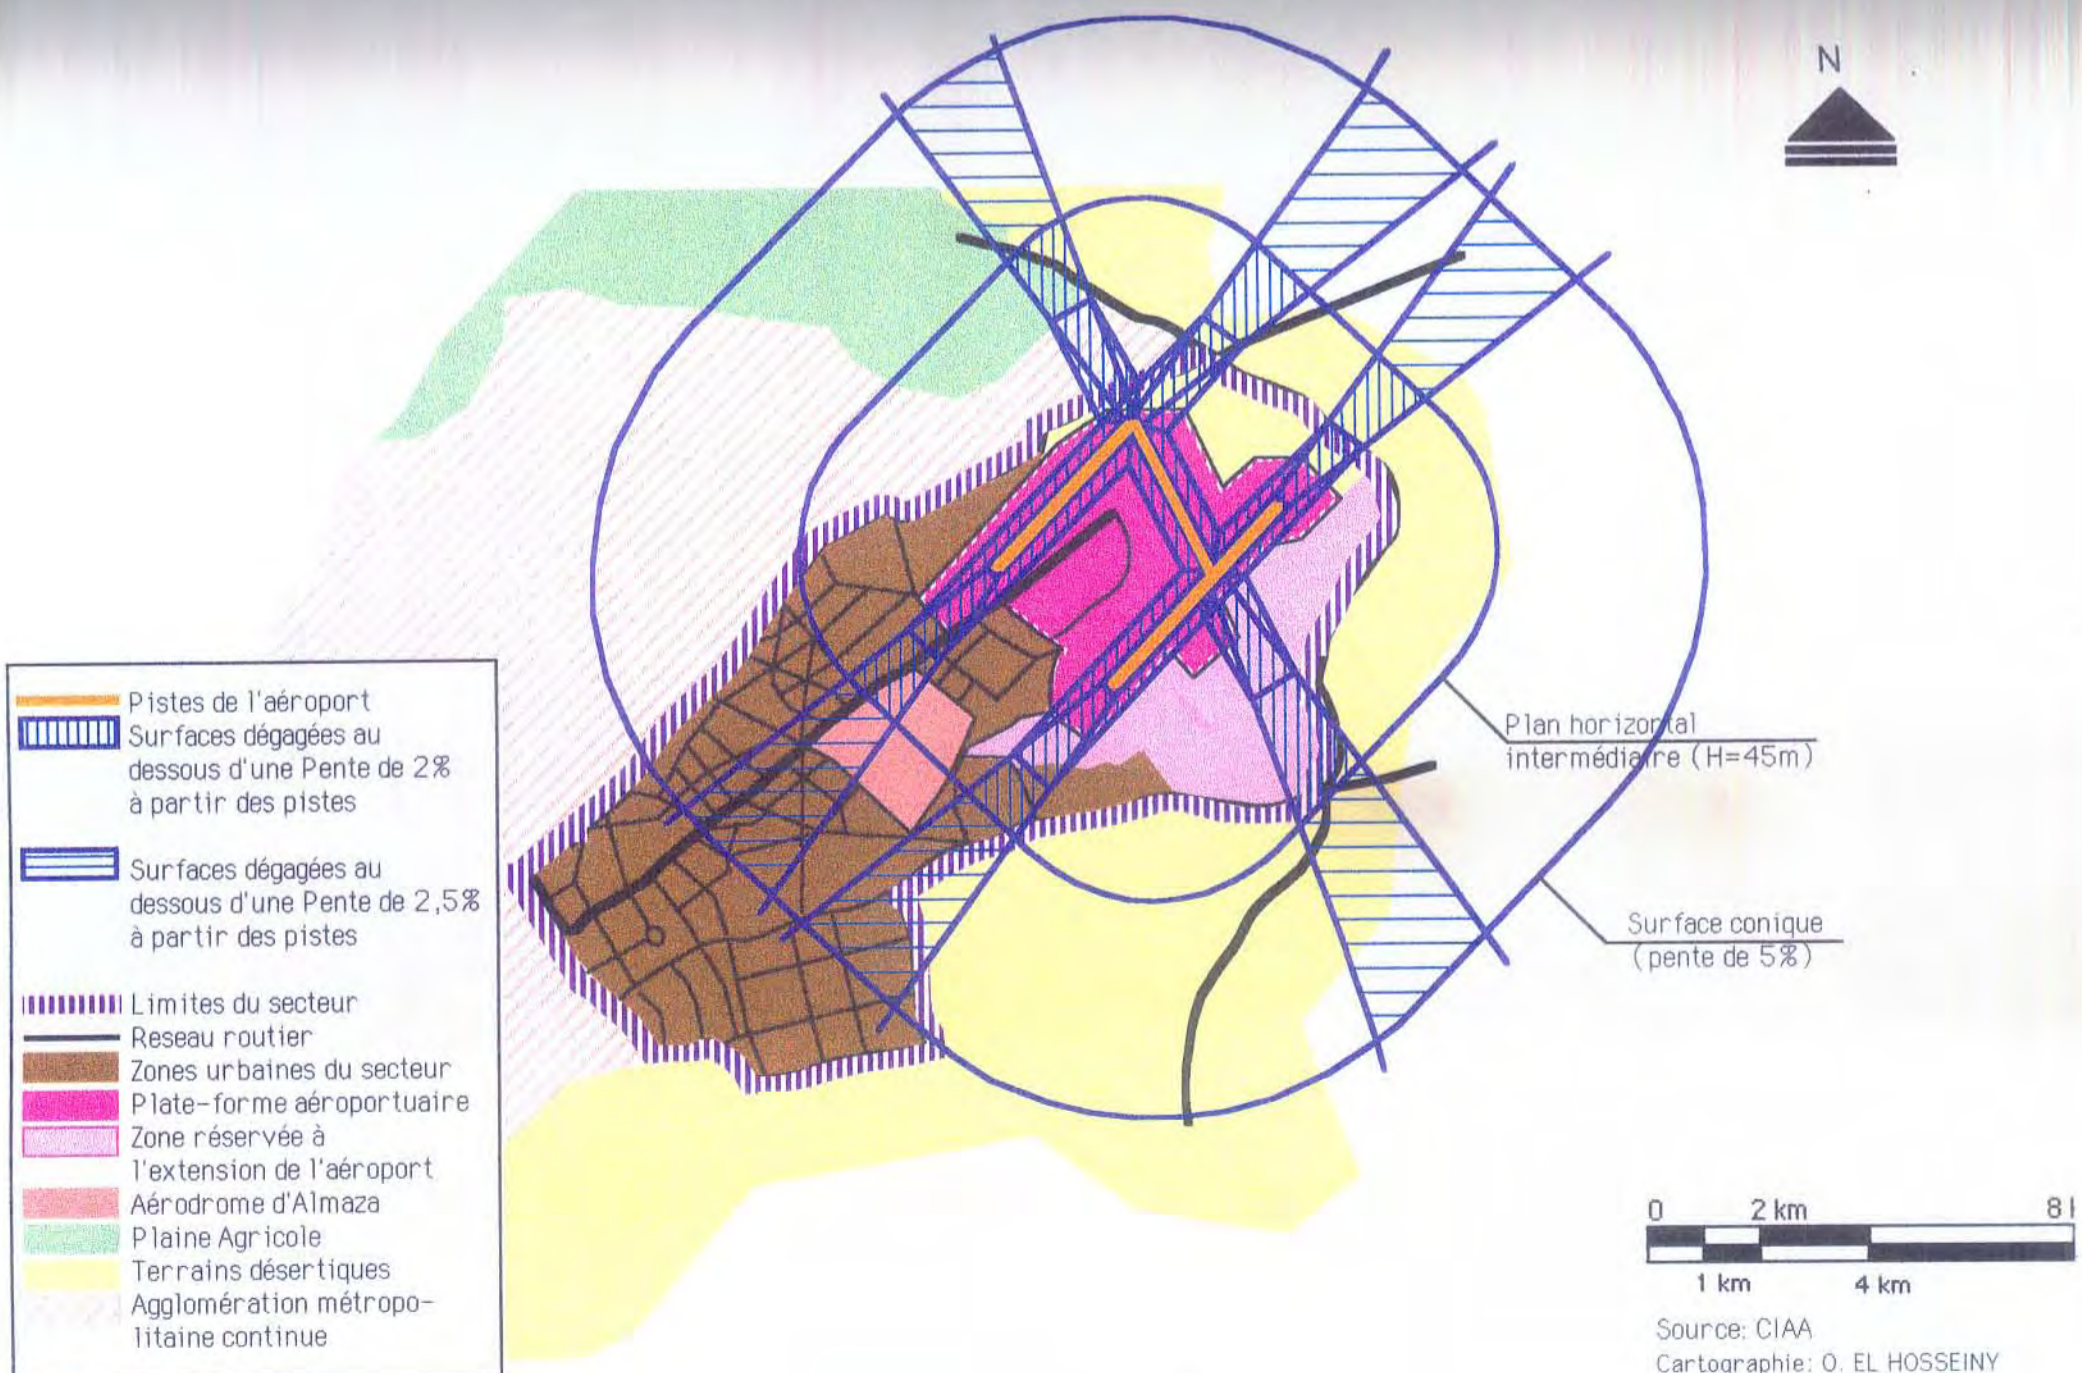 N
Pistes de l'aéroport
Surfaces dégagées au
dessous d'une Pente de 2%
à partir des pistes
Surfaces dégagées au
dessous d'une Pente de 2,5%
à partir des pistes
Limites du secteur
Reseau routier
Zones urbaines du secteur
Plate-forme aéroportuaire
Zone réservée à
l'extension de l'aéroport
Aérodrome d'Almaza
Plaine Agricole
Terrains désertiques
Agglomération métropo-
litaine continue
Plan horizontal
intermédiaire (H=45m)
Surface conique
(pente de 5%)
0 2 km 8
1 km 4 km
Source: CIAA
Cartographie: O. EL HOSSEINY